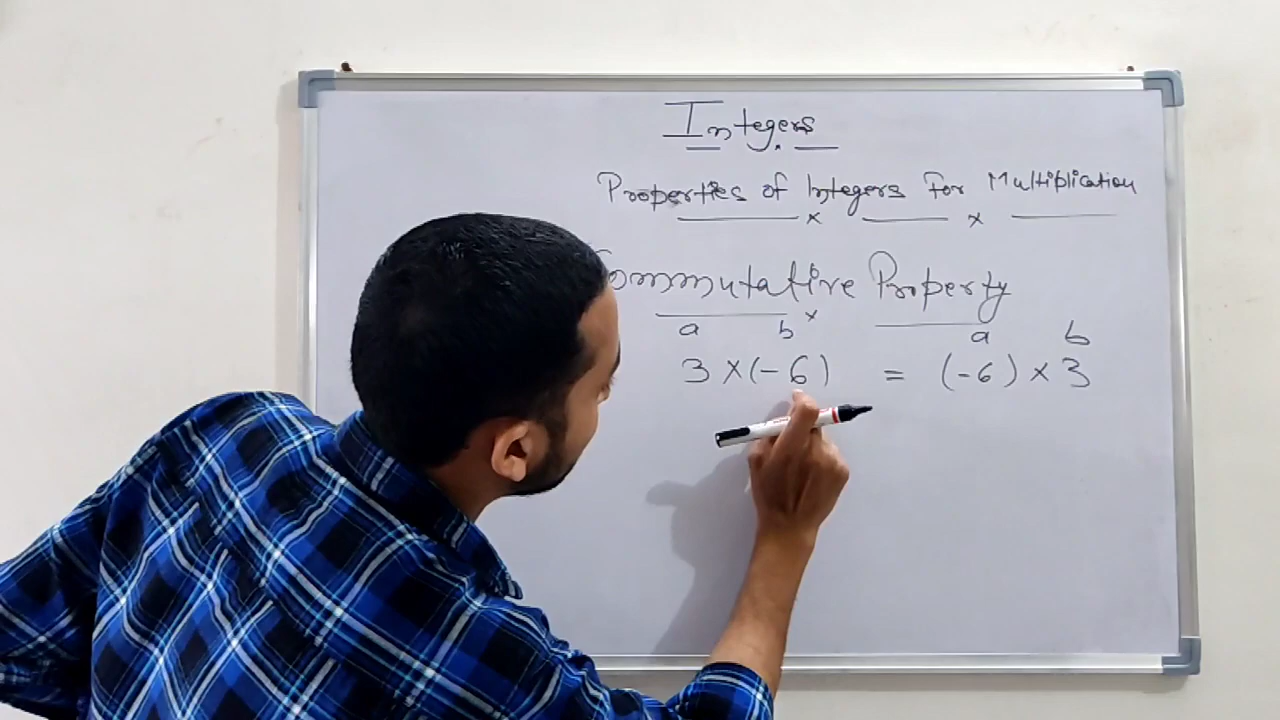 Integers
Properties of Integers for Multiplication
ommutative Property
a b a b
3 × (-6) = (-6) × 3